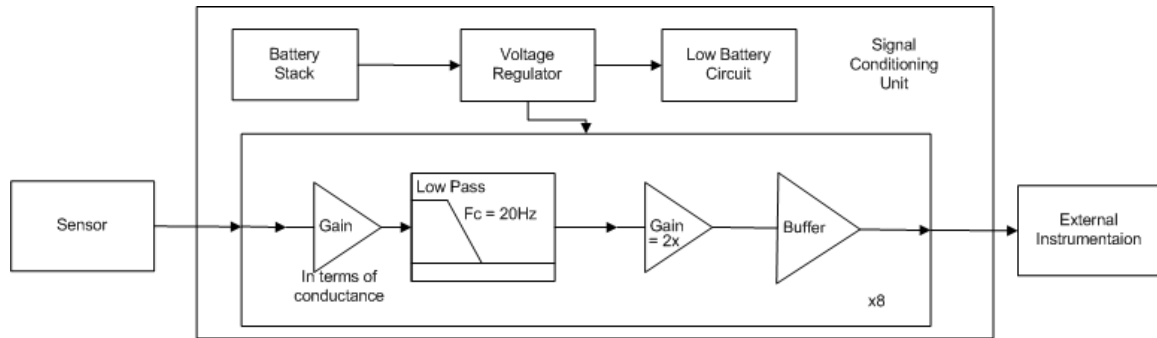 Battery
Stack
Voltage
Regulator
Low Battery
Circuit
Signal
Conditioning
Unit
Sensor
Gain
In terms of
conductance
Low Pass
Fc = 20Hz
Gain
= 2x
Buffer
x8
External
Instrumentaion